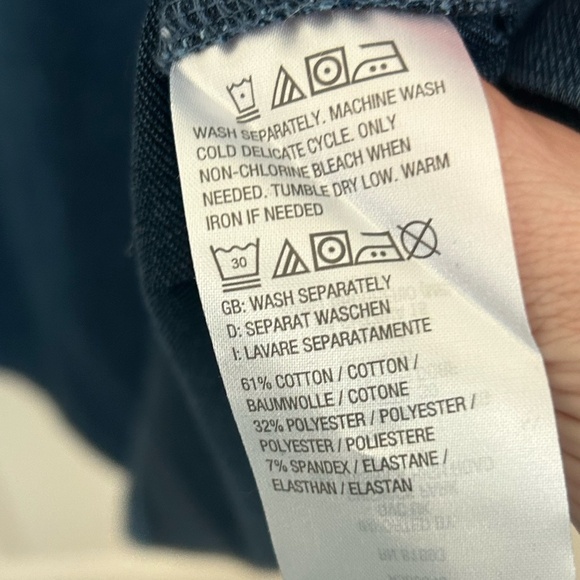 WASH SEPARATELY. MACHINE WASH
COLD DELICATE CYCLE. ONLY
NON-CHLORINE BLEACH WHEN
NEEDED. TUMBLE DRY LOW. WARM
IRON IF NEEDED
30
GB: WASH SEPARATELY
D: SEPARAT WASCHEN
I: LAVARE SEPARATAMENTE
61% COTTON / COTTON /
BAUMWOLLE / COTONE
32% POLYESTER / POLYESTER /
POLYESTER / POLIESTERE
7% SPANDEX / ELASTANE /
ELASTHAN / ELASTAN